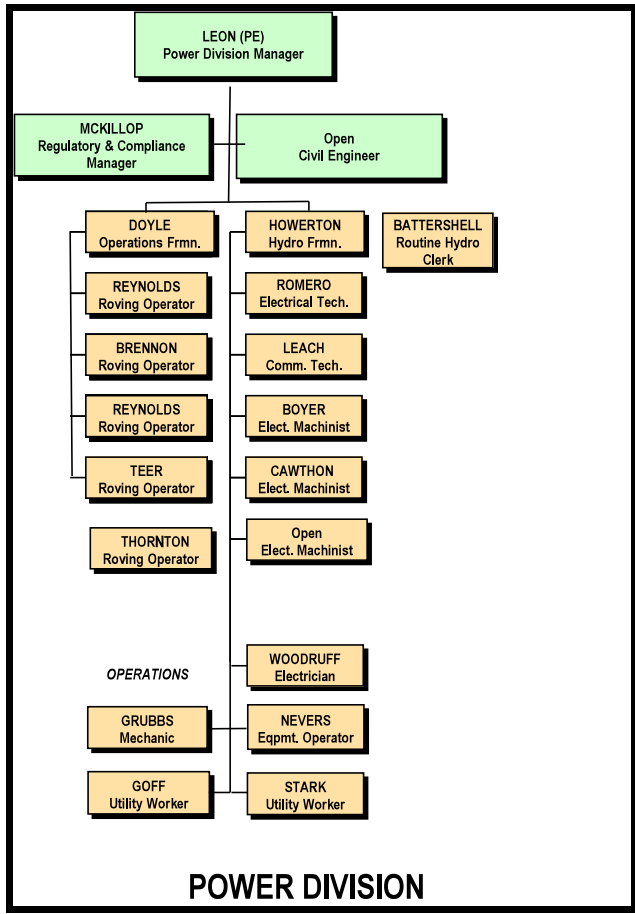 LEON (PE)
Power Division Manager
MCKILLOP
Regulatory & Compliance
Manager
Open
Civil Engineer
DOYLE
Operations Frmn.
HOWERTON
Hydro Frmn.
BATTERSHELL
Routine Hydro
Clerk
REYNOLDS
Roving Operator
ROMERO
Electrical Tech.
BRENNON
Roving Operator
LEACH
Comm. Tech.
REYNOLDS
Roving Operator
BOYER
Elect. Machinist
TEER
Roving Operator
CAWTHON
Elect. Machinist
THORNTON
Roving Operator
Open
Elect. Machinist
OPERATIONS
WOODRUFF
Electrician
GRUBBS
Mechanic
NEVERS
Eqpmt. Operator
GOFF
Utility Worker
STARK
Utility Worker
POWER DIVISION